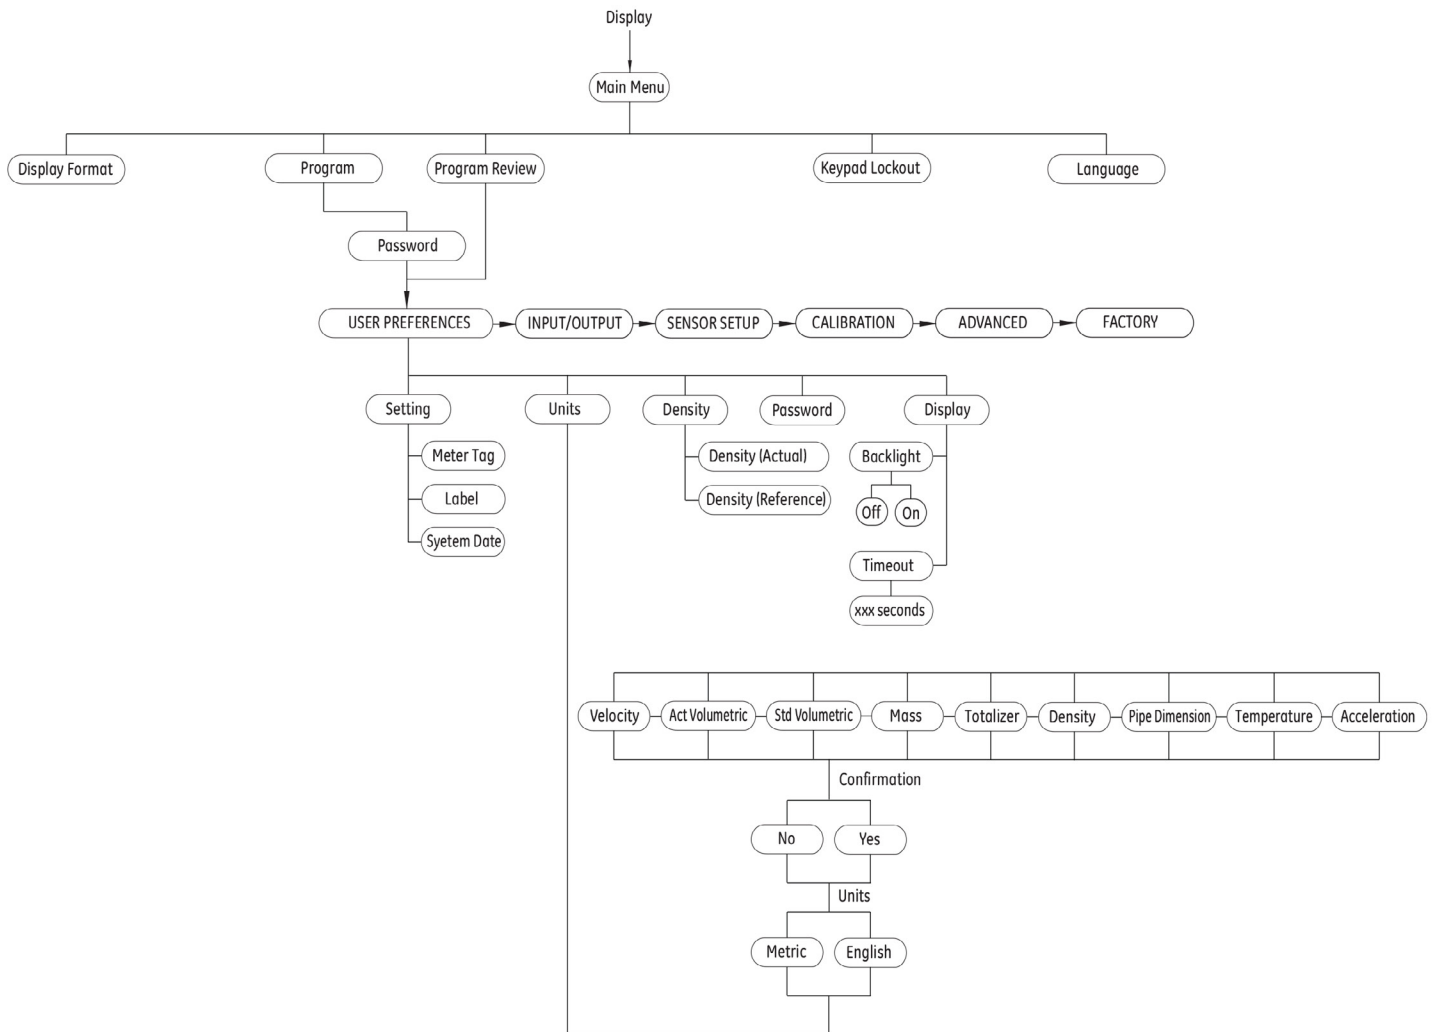 Display
Main Menu
Display Format
Program
Program Review
Keypad Lockout
Language
Password
USER PREFERENCES
INPUT/OUTPUT
SENSOR SETUP
CALIBRATION
ADVANCED
FACTORY
Setting
Units
Density
Password
Display
Meter Tag
Density (Actual)
Backlight
Label
Density (Reference)
Off
On
Syetem Date
Timeout
xxx seconds
Velocity
Act Volumetric
Std Volumetric
Mass
Totalizer
Density
Pipe Dimension
Temperature
Acceleration
Confirmation
No
Yes
Units
Metric
English